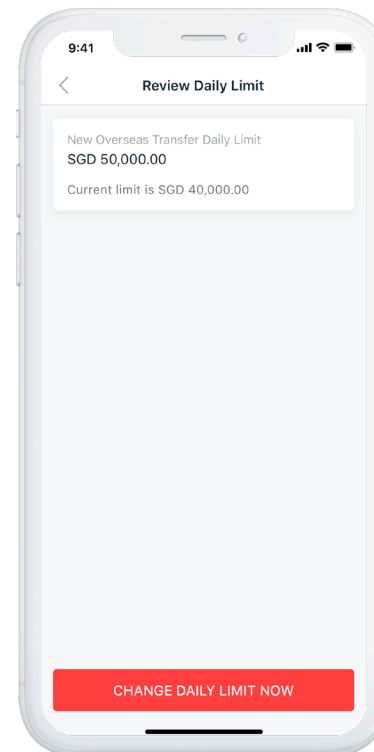 9:41
Review Daily Limit
New Overseas Transfer Daily Limit
SGD 50,000.00
Current limit is SGD 40,000.00
CHANGE DAILY LIMIT NOW